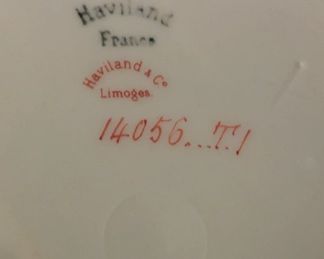 Haviland
France
Haviland & Co
Limoges.
14056...T.1